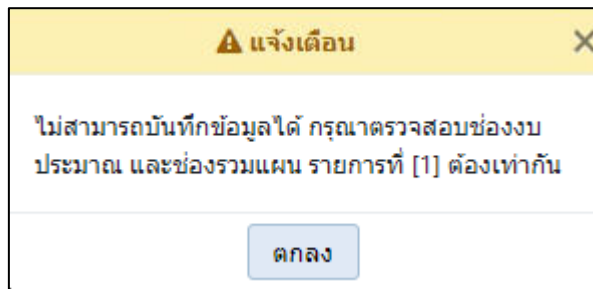 แจ้งเตือน
ไม่สามารถบันทึกข้อมูลได้ กรุณาตรวจสอบช่องงบ
ประมาณ และช่องรวมแผน รายการที่ [1] ต้องเท่ากัน
ตกลง